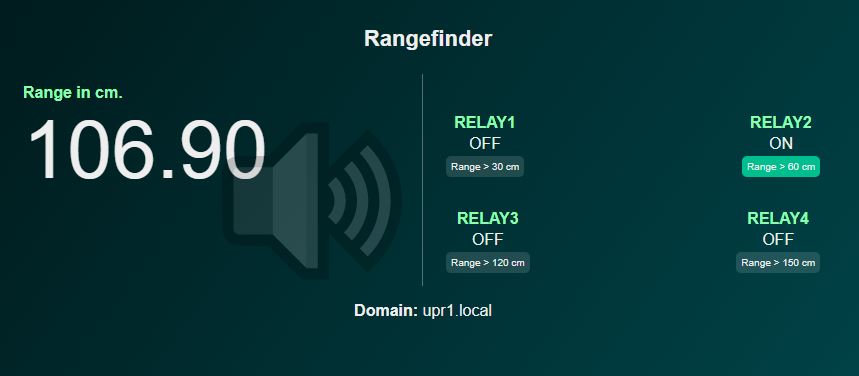 Rangefinder
Range in cm.
106.90
RELAY1
OFF
Range > 30 cm
RELAY2
ON
Range > 60 cm
RELAY3
OFF
Range > 120 cm
RELAY4
OFF
Range > 150 cm
Domain: upr1.local